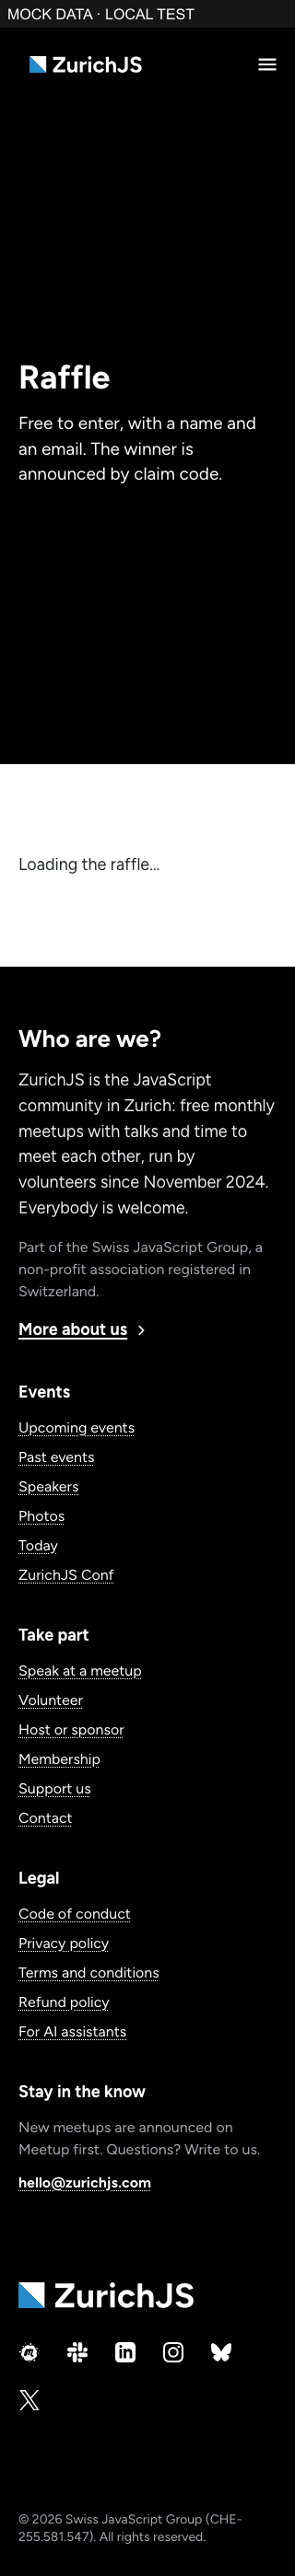 MOCK DATA · LOCAL TEST
ZurichJS
Raffle
Free to enter, with a name and
an email. The winner is
announced by claim code.
Loading the raffle...
Who are we?
ZurichJS is the JavaScript
community in Zurich: free monthly
meetups with talks and time to
meet each other, run by
volunteers since November 2024.
Everybody is welcome.
Part of the Swiss JavaScript Group, a
non-profit association registered in
Switzerland.
More about us
Events
Upcoming events
Past events
Speakers
Photos
Today
ZurichJS Conf
Take part
Speak at a meetup
Volunteer
Host or sponsor
Membership
Support us
Contact
Legal
Code of conduct
Privacy policy
Terms and conditions
Refund policy
For AI assistants
Stay in the know
New meetups are announced on
Meetup first. Questions? Write to us.
hello@zurichjs.com
ZurichJS
© 2026 Swiss JavaScript Group (CHE-
255.581.547). All rights reserved.